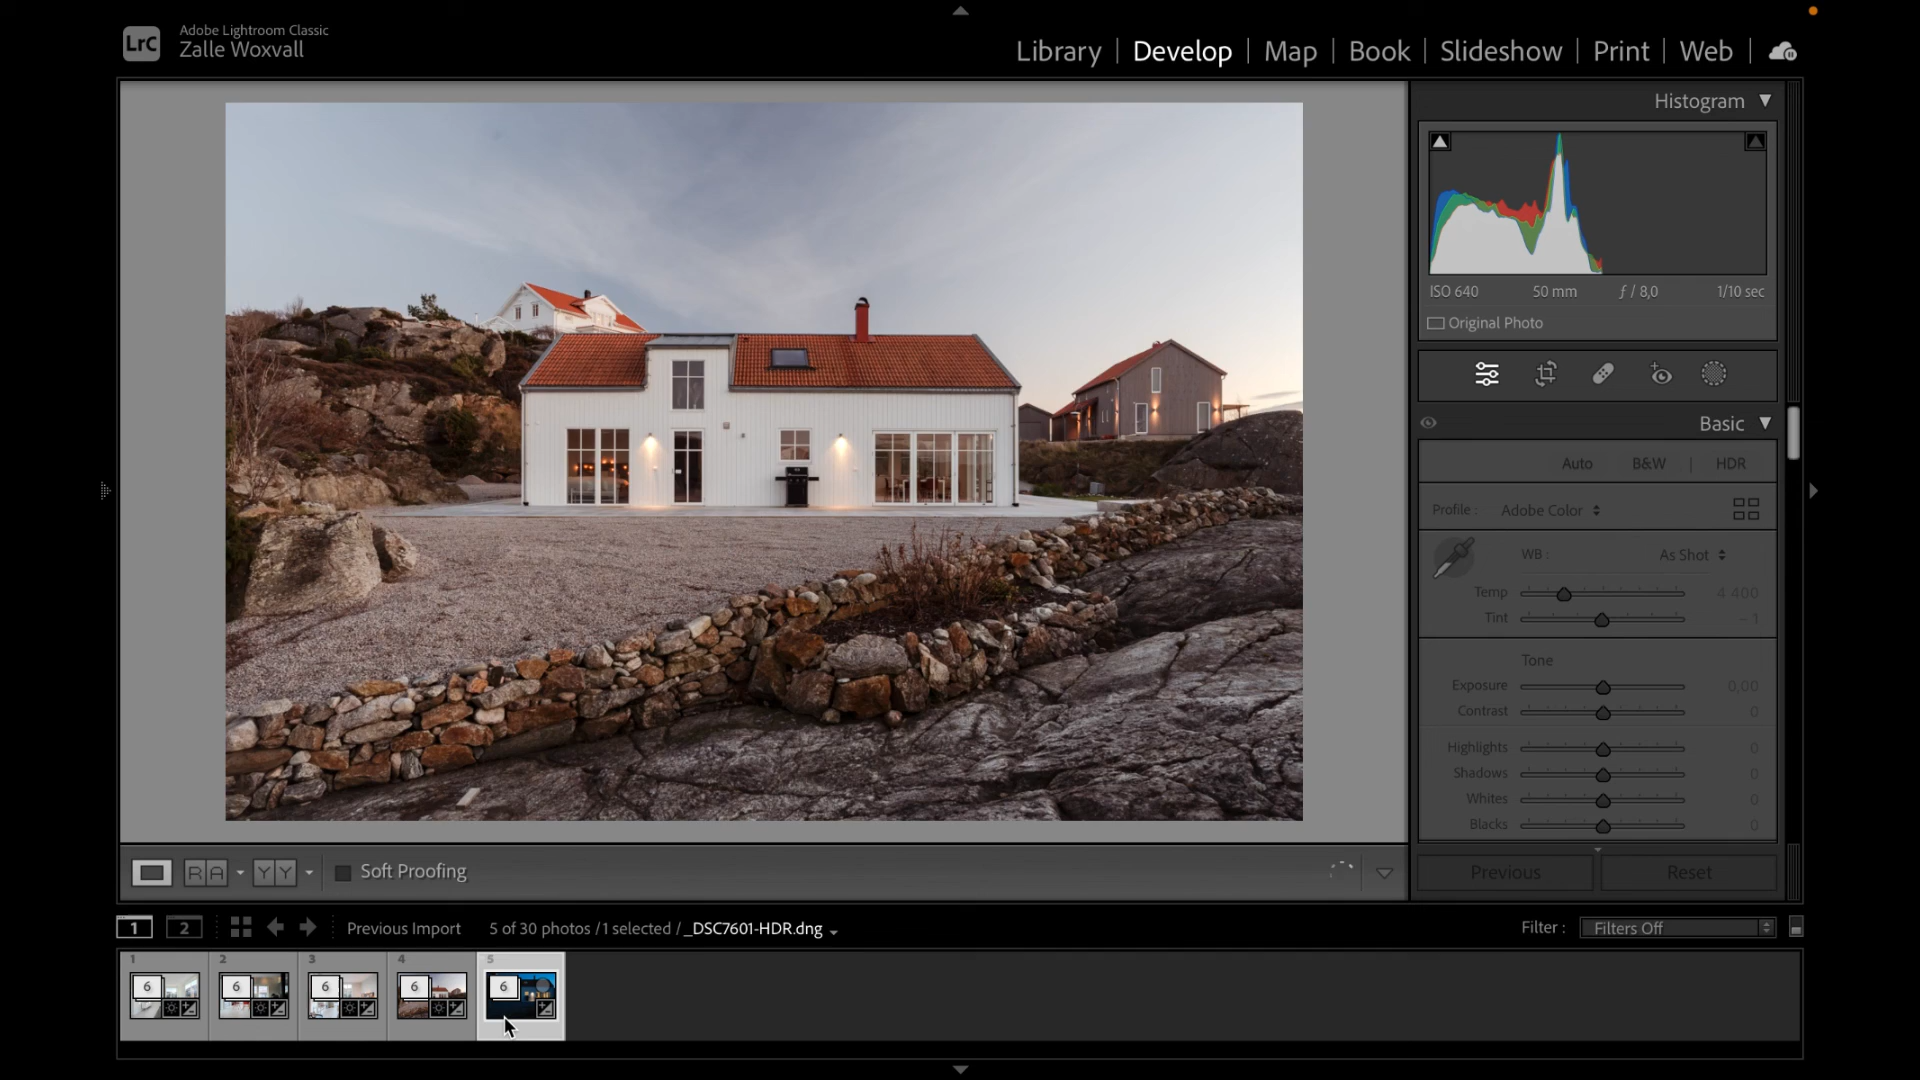 LrC
Adobe Lightroom Classic
Zalle Woxvall
Library | Develop | Map | Book | Slideshow | Print | Web |
Histogram
ISO 640 50 mm ƒ / 8,0 1/10 sec
Original Photo
Basic
Auto B&W | HDR
Profile : Adobe Color
WB : As Shot
Temp 4 400
Tint − 1
Tone
Exposure 0,00
Contrast 0
Highlights 0
Shadows 0
Whites 0
Blacks 0
R A Y Y Soft Proofing
Previous Reset
1 2 Previous Import 5 of 30 photos / 1 selected / _DSC7601-HDR.dng
Filter : Filters Off
1 2 3 4 5
6 6 6 6 6